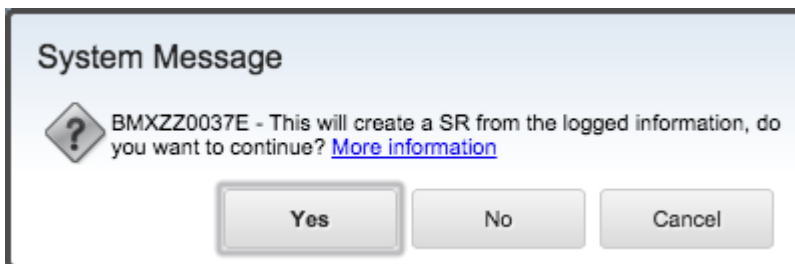 System Message
BMXZZ0037E - This will create a SR from the logged information, do
you want to continue? More information
Yes No Cancel